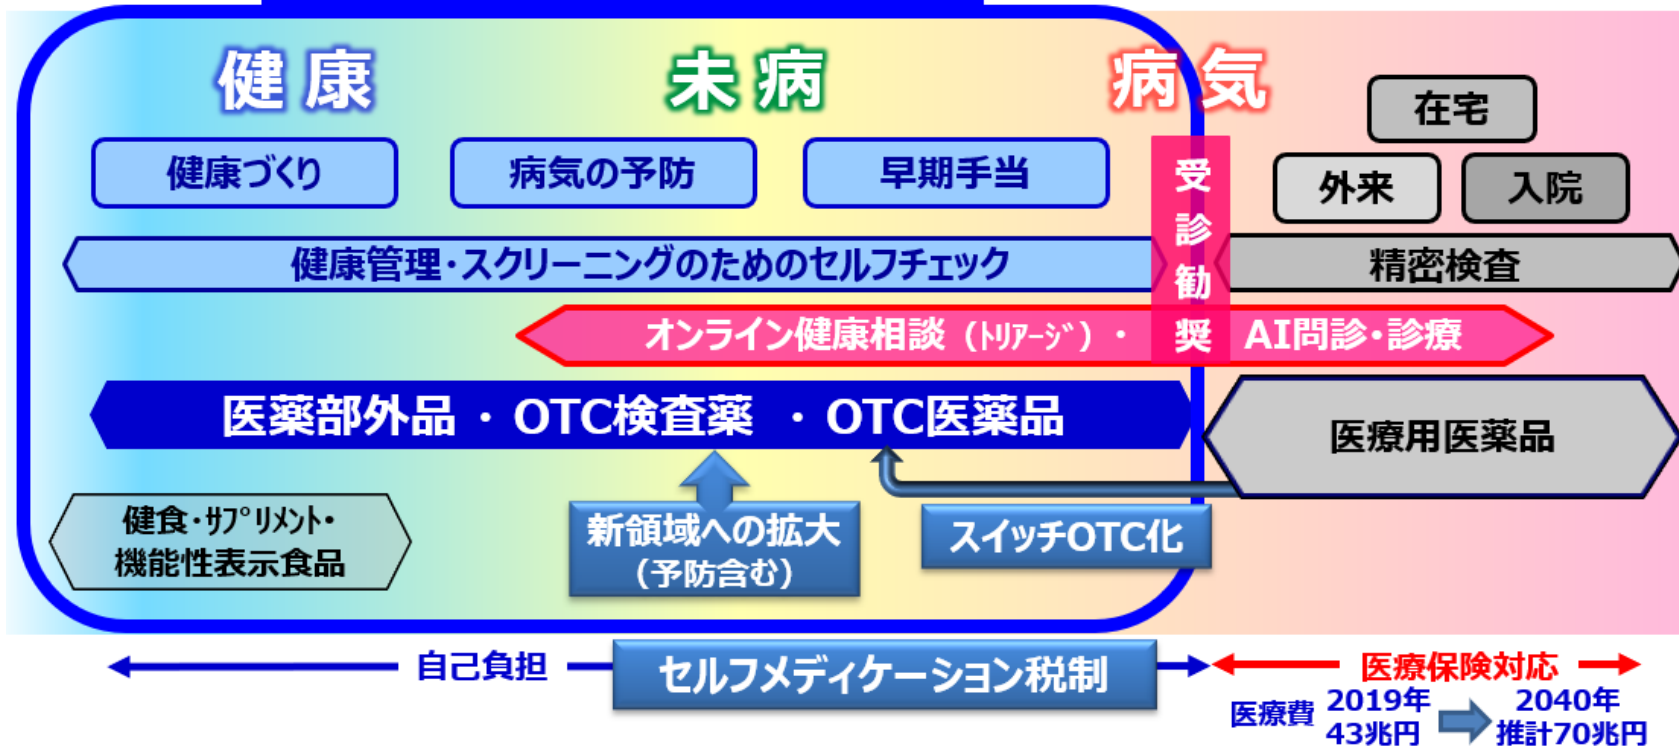 健康
未病
病気
在宅
健康づくり
病気の予防
早期手当
受診勧奨
外来
入院
健康管理・スクリーニングのためのセルフチェック
精密検査
オンライン健康相談（ﾄﾘｱｰｼﾞ）・
AI問診・診療
医薬部外品 ・ OTC検査薬 ・ OTC医薬品
医療用医薬品
健食・ｻﾌﾟﾘﾒﾝﾄ・
機能性表示食品
新領域への拡大
（予防含む）
スイッチOTC化
自己負担
セルフメディケーション税制
医療保険対応
医療費
2019年
43兆円
2040年
推計70兆円